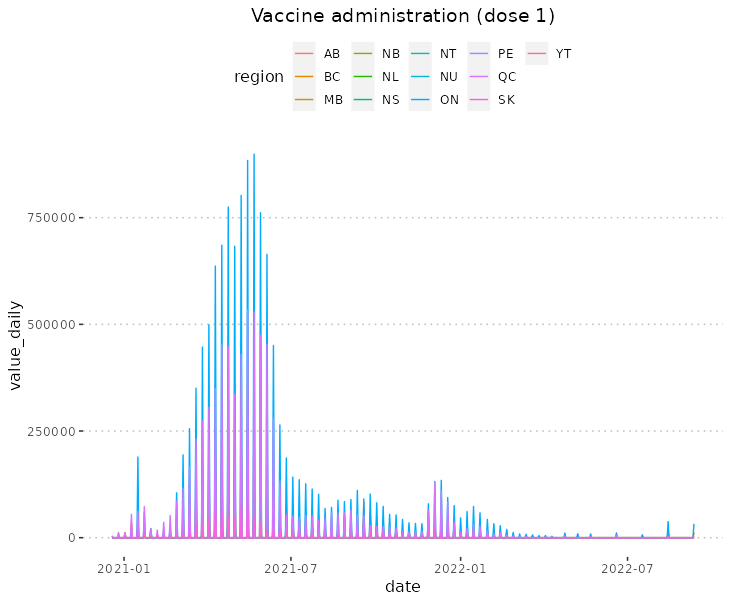 Vaccine administration (dose 1)
region
AB NB NT PE YT
BC NL NU QC
MB NS ON SK
value_daily
750000
500000
250000
0
2021-01 2021-07 2022-01 2022-07
date